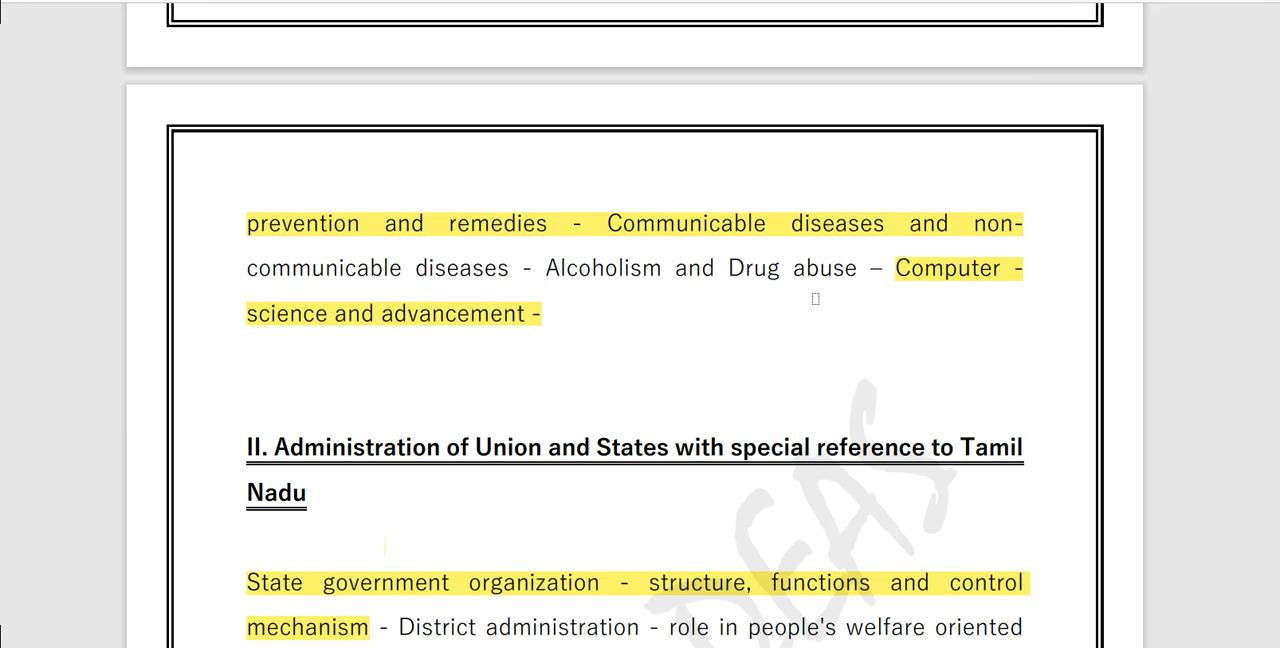 prevention and remedies - Communicable diseases and non-
communicable diseases - Alcoholism and Drug abuse – Computer -
science and advancement -
II. Administration of Union and States with special reference to Tamil
Nadu
State government organization - structure, functions and control
mechanism - District administration - role in people's welfare oriented
DEAS